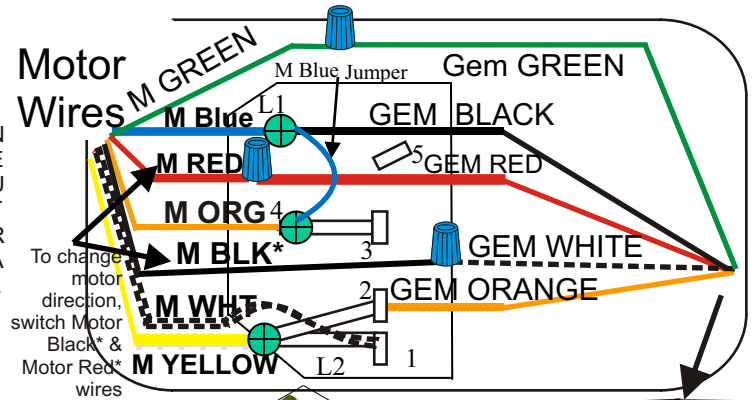 Motor
Wires
M GREEN
M Blue Jumper
Gem GREEN
L1
M Blue
GEM BLACK
M RED
5
GEM RED
M ORG
4
3
M BLK*
GEM WHITE
To change
motor
direction,
switch Motor
Black* &
Motor Red*
wires
M WHT
2
GEM ORANGE
M YELLOW
L2
1
N
E
U
T
R
A